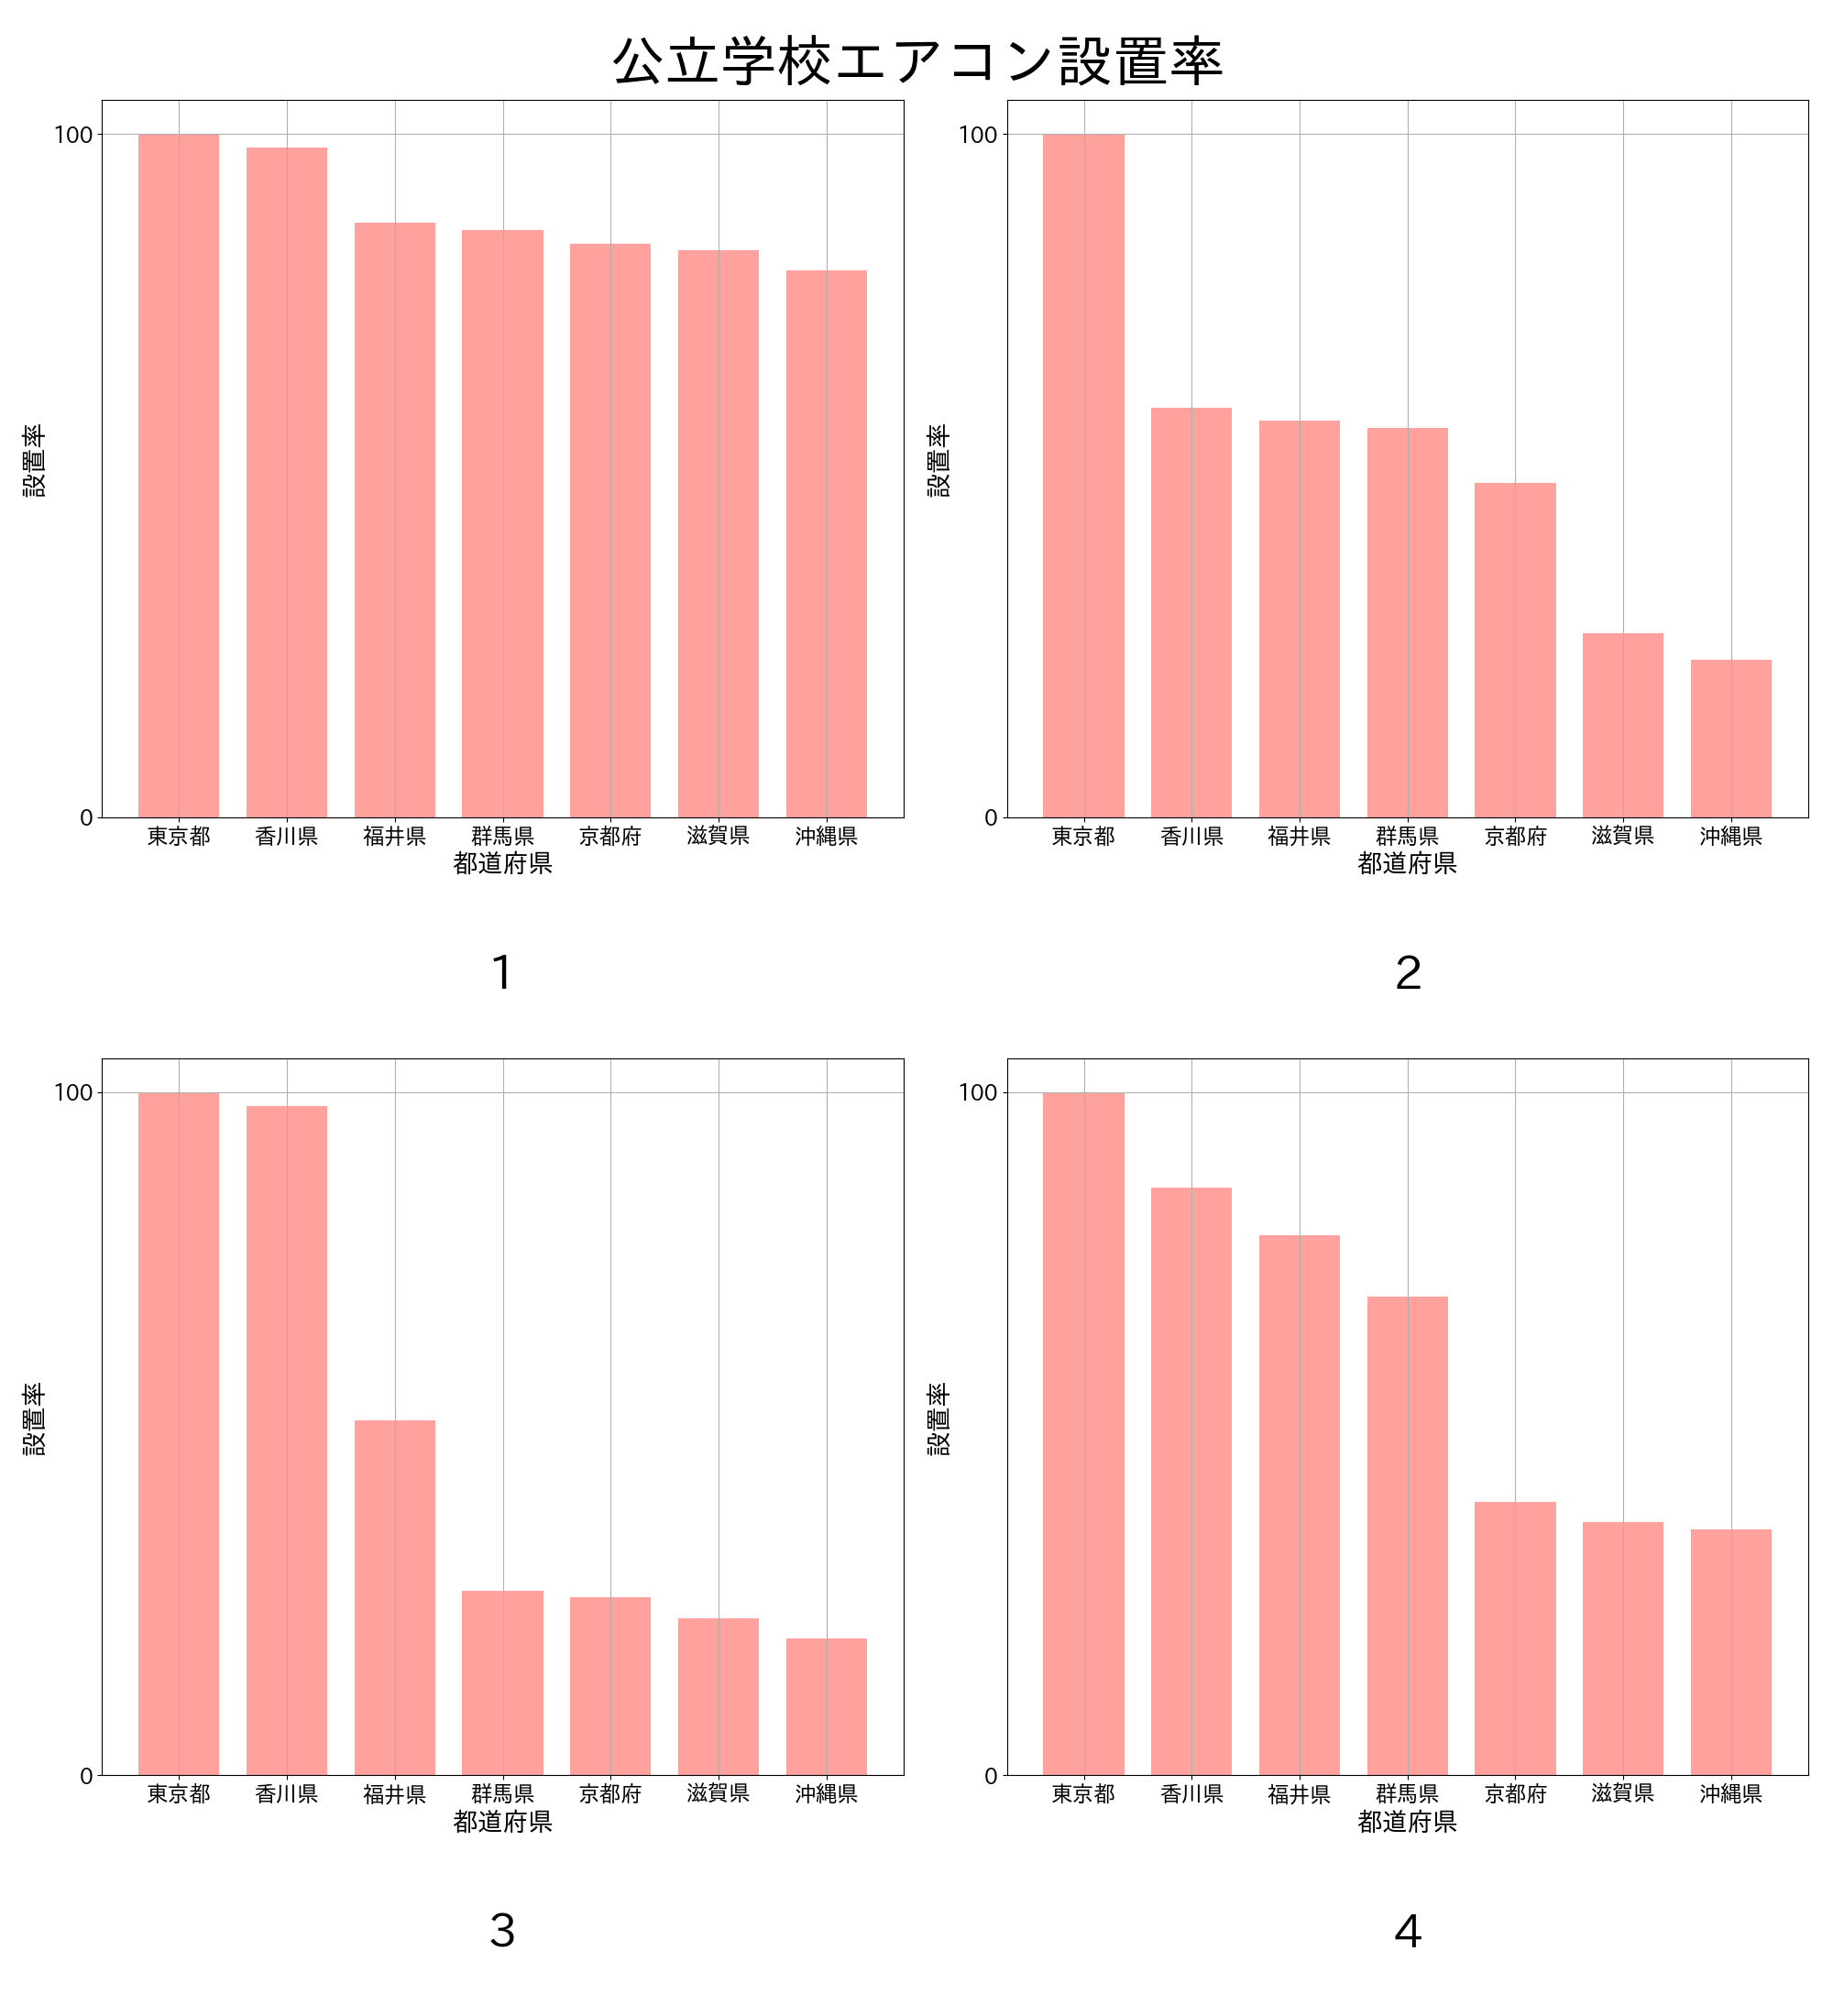 公立学校エアコン設置率
100
0
設置率
東京都 香川県 福井県 群馬県 京都府 滋賀県 沖縄県
都道府県
1
100
0
設置率
東京都 香川県 福井県 群馬県 京都府 滋賀県 沖縄県
都道府県
2
100
0
設置率
東京都 香川県 福井県 群馬県 京都府 滋賀県 沖縄県
都道府県
3
100
0
設置率
東京都 香川県 福井県 群馬県 京都府 滋賀県 沖縄県
都道府県
4